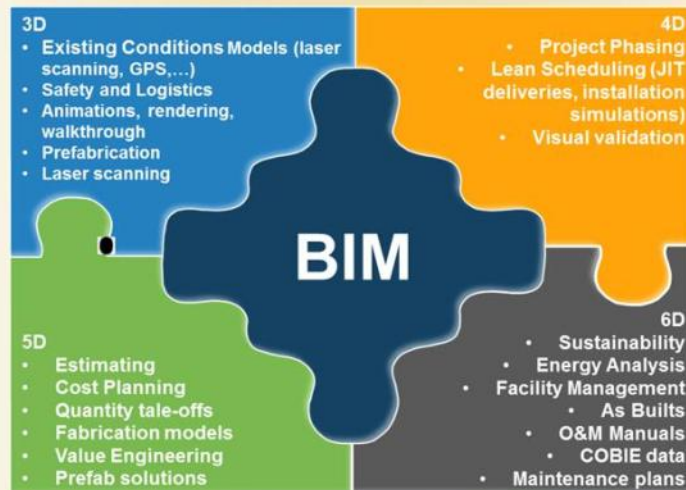 3D
• Existing Conditions Models (laser
scanning, GPS,...)
• Safety and Logistics
• Animations, rendering,
walkthrough
• Prefabrication
• Laser scanning
4D
• Project Phasing
• Lean Scheduling (JIT
deliveries, installation
simulations)
• Visual validation
BIM
5D
• Estimating
• Cost Planning
• Quantity tale-offs
• Fabrication models
• Value Engineering
• Prefab solutions
6D
• Sustainability
• Energy Analysis
• Facility Management
• As Builts
• O&M Manuals
• COBIE data
• Maintenance plans